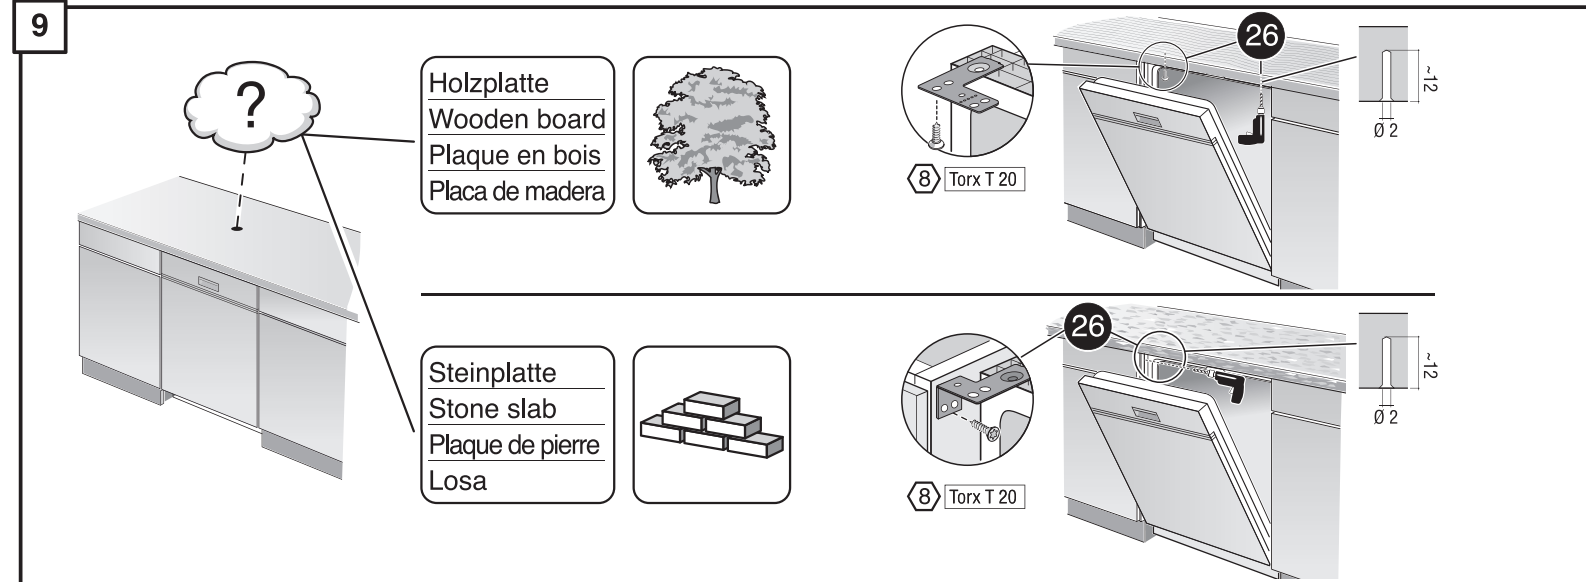 9
?
Holzplatte
Wooden board
Plaque en bois
Placa de madera
8 Torx T 20
26
~12
Ø 2
Steinplatte
Stone slab
Plaque de pierre
Losa
8 Torx T 20
26
~12
Ø 2